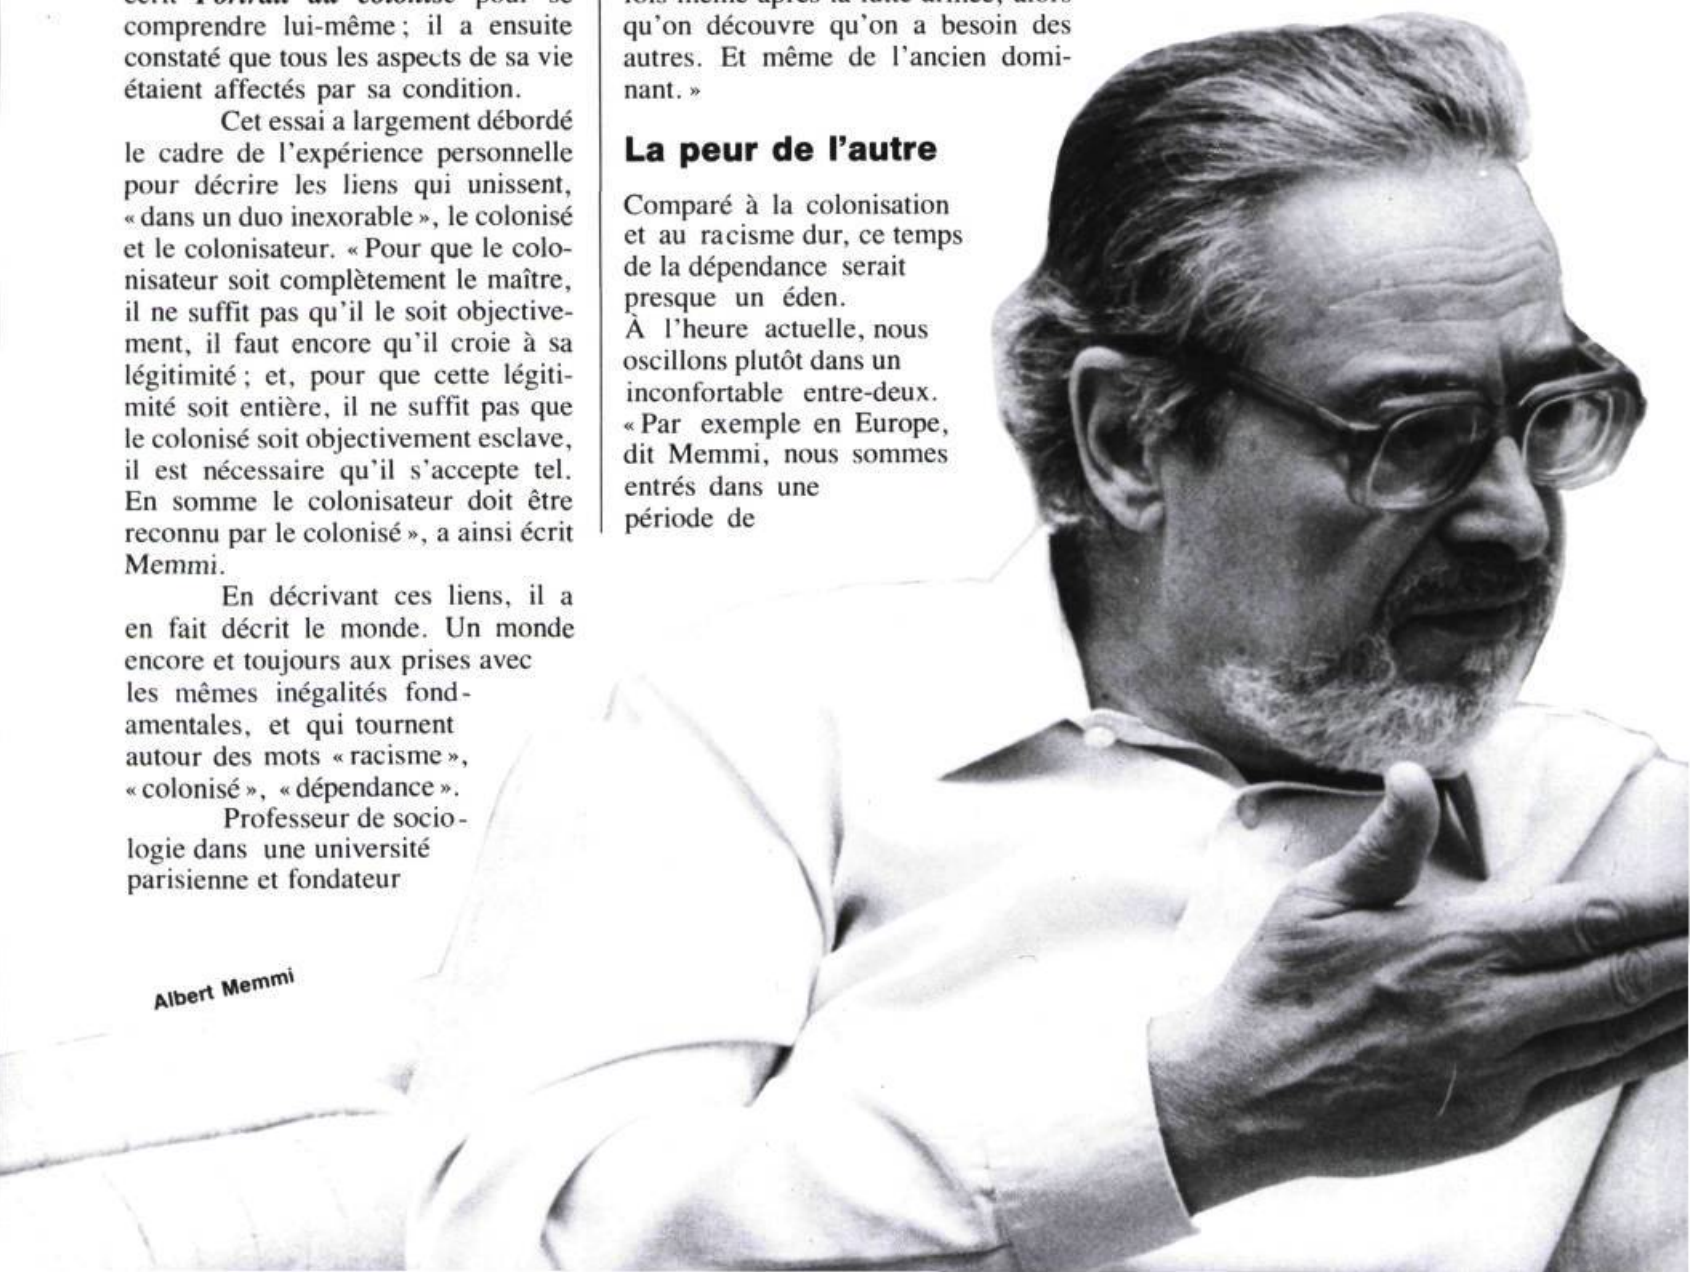 comprendre lui-même ; il a ensuite
constaté que tous les aspects de sa vie
étaient affectés par sa condition.
Cet essai a largement débordé
le cadre de l'expérience personnelle
pour décrire les liens qui unissent,
« dans un duo inexorable », le colonisé
et le colonisateur. « Pour que le colo-
nisateur soit complètement le maître,
il ne suffit pas qu'il le soit objective-
ment, il faut encore qu'il croie à sa
légitimité ; et, pour que cette légiti-
mité soit entière, il ne suffit pas que
le colonisé soit objectivement esclave,
il est nécessaire qu'il s'accepte tel.
En somme le colonisateur doit être
reconnu par le colonisé », a ainsi écrit
Memmi.
En décrivant ces liens, il a
en fait décrit le monde. Un monde
encore et toujours aux prises avec
les mêmes inégalités fond-
amentales, et qui tournent
autour des mots « racisme »,
« colonisé », « dépendance ».
Professeur de socio-
logie dans une université
parisienne et fondateur
qu'on découvre qu'on a besoin des
autres. Et même de l'ancien domi-
nant. »
La peur de l'autre
Comparé à la colonisation
et au racisme dur, ce temps
de la dépendance serait
presque un éden.
À l'heure actuelle, nous
oscillons plutôt dans un
inconfortable entre-deux.
« Par exemple en Europe,
dit Memmi, nous sommes
entrés dans une
période de
Albert Memmi